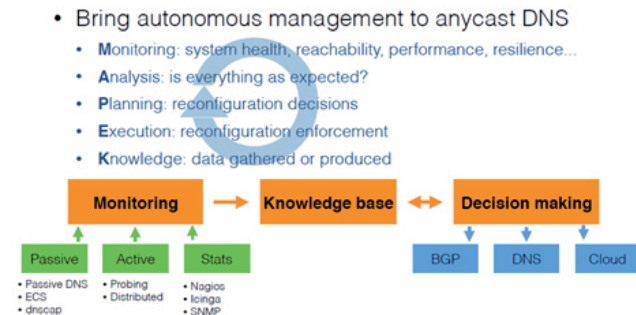 • Bring autonomous management to anycast DNS
• Monitoring: system health, reachability, performance, resilience...
• Analysis: is everything as expected?
• Planning: reconfiguration decisions
• Execution: reconfiguration enforcement
• Knowledge: data gathered or produced
Monitoring
Knowledge base
Decision making
Passive
Active
Stats
BGP
DNS
Cloud
• Passive DNS
• ECS
• dnscap
• Probing
• Distributed
• Nagios
• Icinga
• SNMP